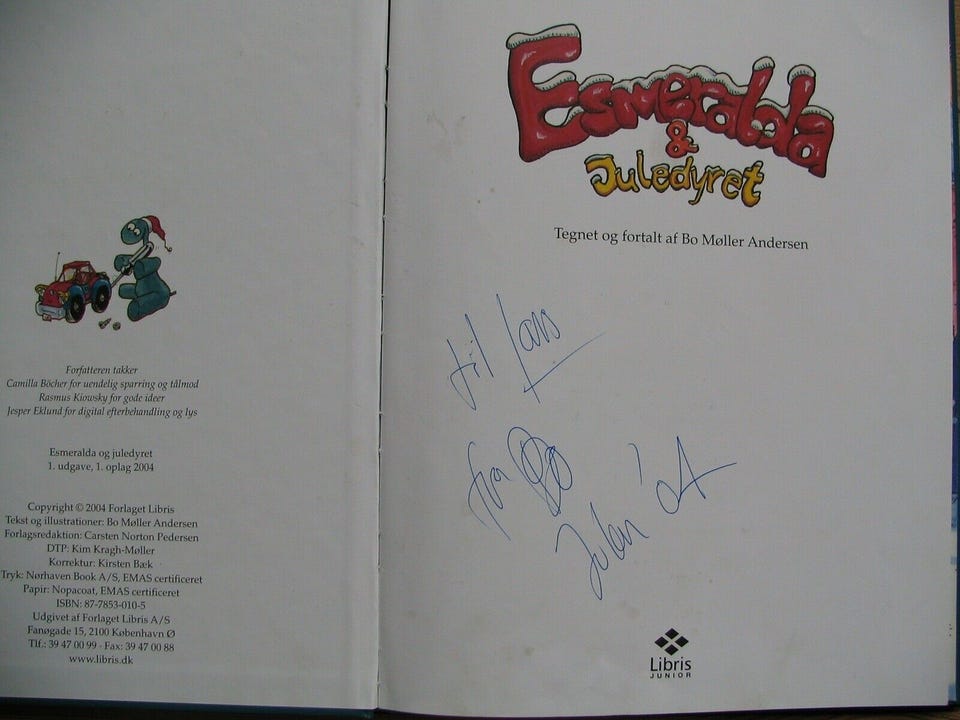 Forfatteren takker
Camilla Böcher for uendelig sparring og tålmod
Rasmus Kiowsky for gode ideer
Jesper Eklund for digital efterbehandling og lys
Esmeralda og juledyret
1. udgave, 1. oplag 2004
Copyright © 2004 Forlaget Libris
Tekst og illustrationer: Bo Møller Andersen
Forlagsredaktion: Carsten Norton Pedersen
DTP: Kim Kragh-Møller
Korrektur: Kirsten Bæk
Tryk: Nørhaven Book A/S, EMAS certificeret
Papir: Nopacoat, EMAS certificeret
ISBN: 87-7853-010-5
Udgivet af Forlaget Libris A/S
Fanøgade 15, 2100 København Ø
Tlf.: 39 47 00 99 - Fax: 39 47 00 88
www.libris.dk
Esmeralda
&
Juledyret
Tegnet og fortalt af Bo Møller Andersen
til Lars
fra Bo
Julen '04
Libris
JUNIOR